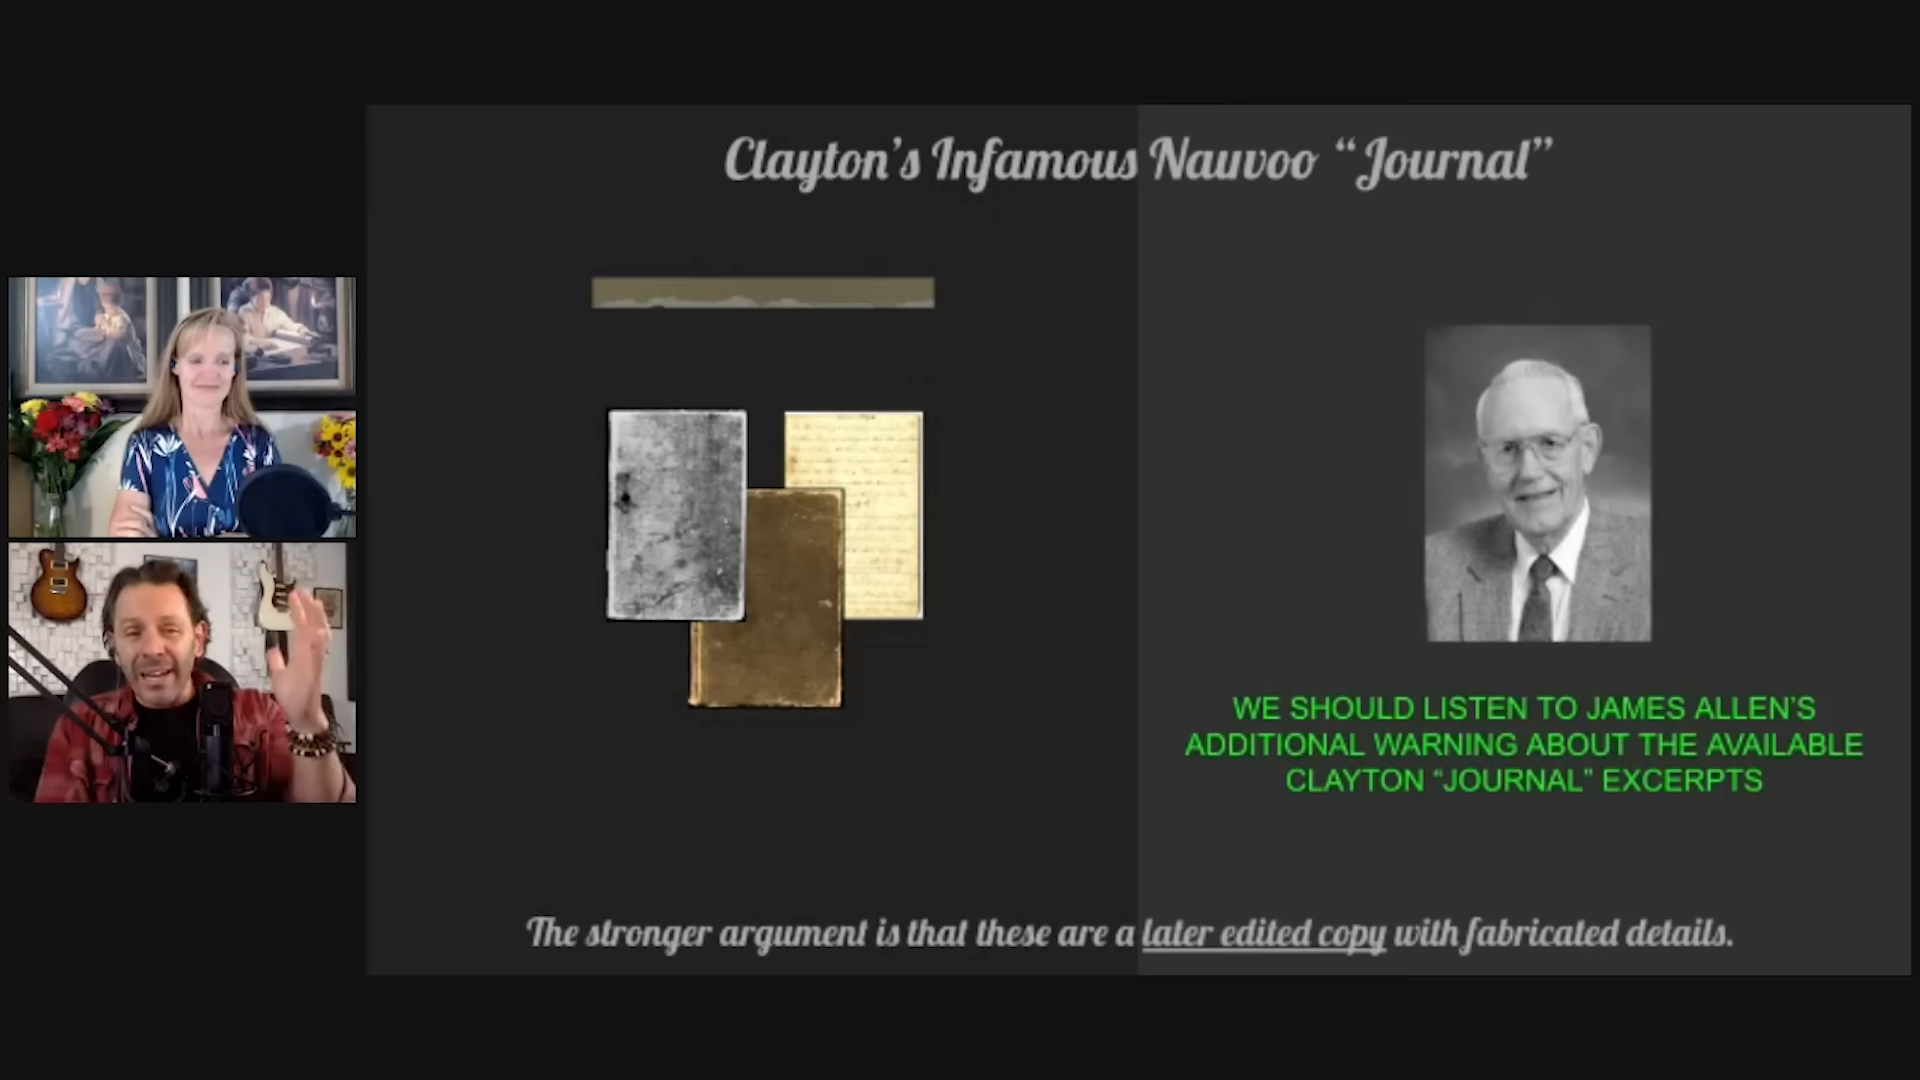 Clayton’s Infamous Nauvoo “Journal”
WE SHOULD LISTEN TO JAMES ALLEN’S
ADDITIONAL WARNING ABOUT THE AVAILABLE
CLAYTON “JOURNAL” EXCERPTS
The stronger argument is that these are a later edited copy with fabricated details.